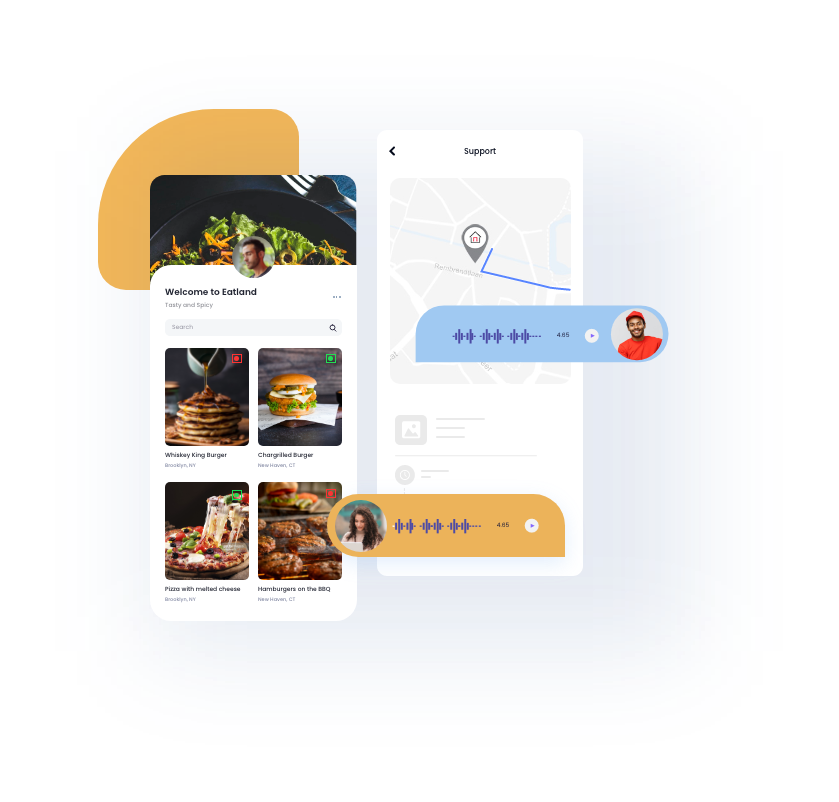 Support
Rembrandttoer
Welcome to Eatland
Tasty and Spicy
Search
4:65
Whiskey King Burger
Chargrilled Burger
Brooklyn, NY
New Haven, CT
4:65
Pizza with melted cheese
Hamburgers on the BBQ
Brooklyn, NY
New Haven, CT